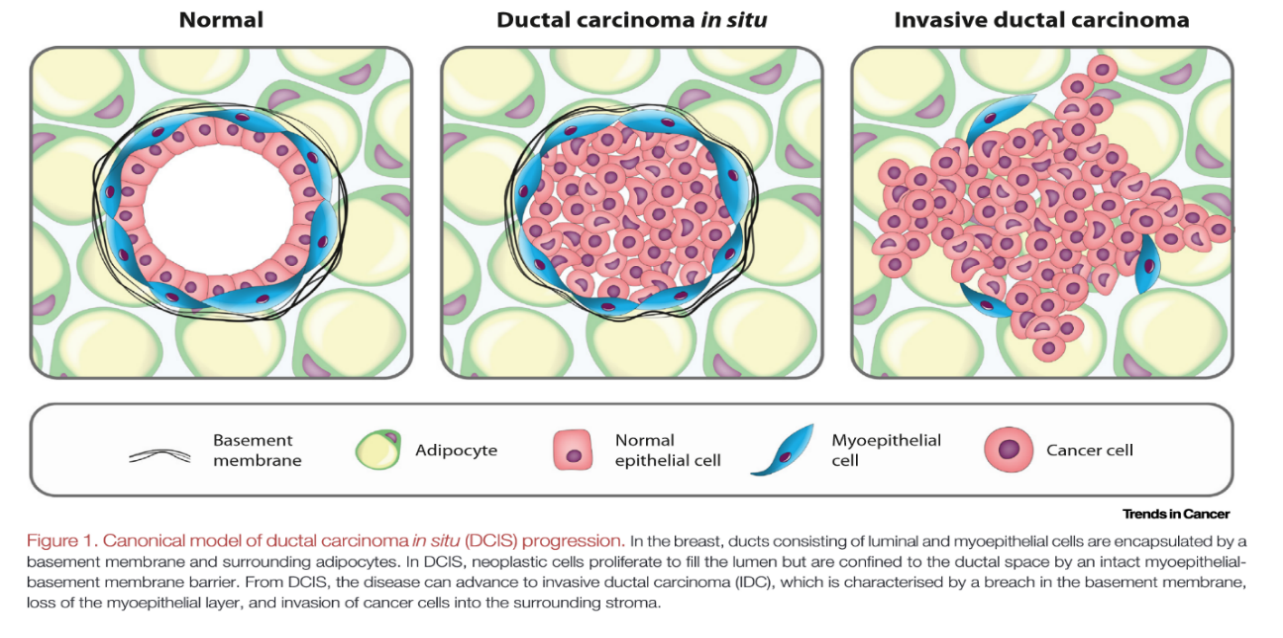 Normal
Ductal carcinoma in situ
Invasive ductal carcinoma
Basement
membrane
Adipocyte
Normal
epithelial cell
Myoepithelial
cell
Cancer cell
Trends in Cancer
Figure 1. Canonical model of ductal carcinoma in situ (DCIS) progression. In the breast, ducts consisting of luminal and myoepithelial cells are encapsulated by a
basement membrane and surrounding adipocytes. In DCIS, neoplastic cells proliferate to fill the lumen but are confined to the ductal space by an intact myoepithelial-
basement membrane barrier. From DCIS, the disease can advance to invasive ductal carcinoma (IDC), which is characterised by a breach in the basement membrane,
loss of the myoepithelial layer, and invasion of cancer cells into the surrounding stroma.